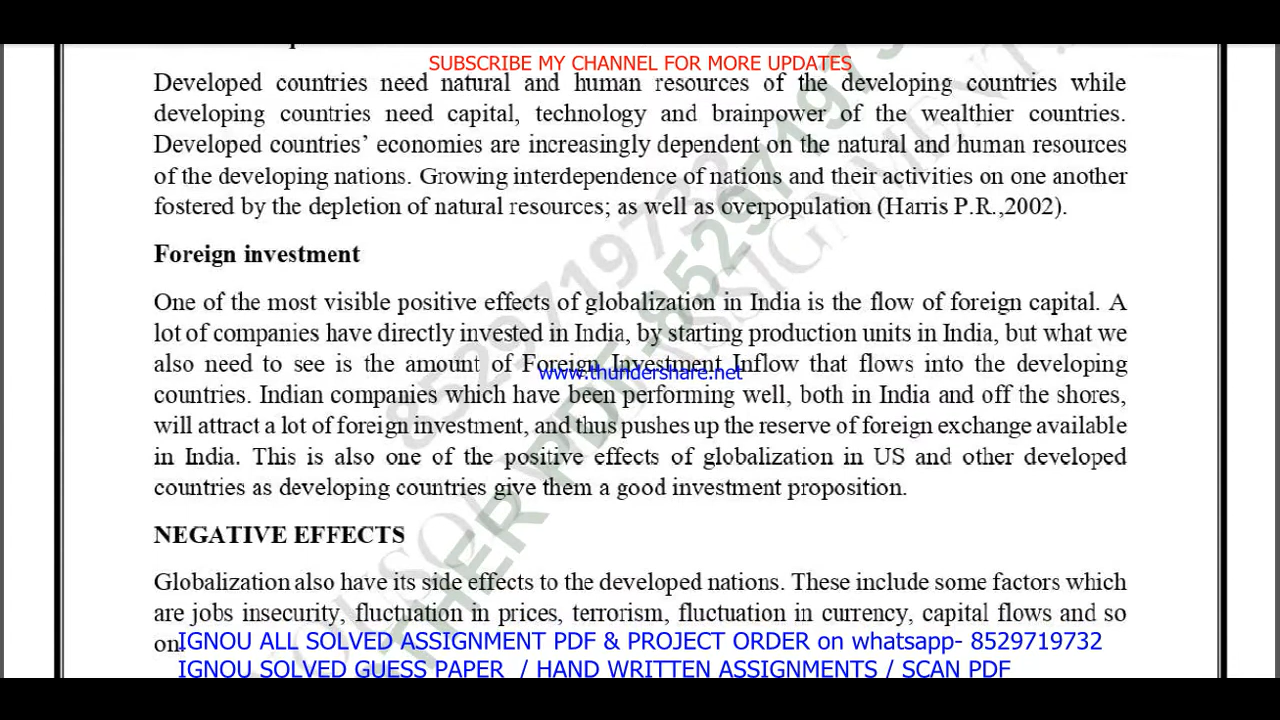 SUBSCRIBE MY CHANNEL FOR MORE UPDATES
Developed countries need natural and human resources of the developing countries while
developing countries need capital, technology and brainpower of the wealthier countries.
Developed countries' economies are increasingly dependent on the natural and human resources
of the developing nations. Growing interdependence of nations and their activities on one another
fostered by the depletion of natural resources; as well as overpopulation (Harris P.R.,2002).
Foreign investment
One of the most visible positive effects of globalization in India is the flow of foreign capital. A
lot of companies have directly invested in India, by starting production units in India, but what we
also need to see is the amount of Foreign Investment Inflow that flows into the developing
www.thundershare.net
countries. Indian companies which have been performing well, both in India and off the shores,
will attract a lot of foreign investment, and thus pushes up the reserve of foreign exchange available
in India. This is also one of the positive effects of globalization in US and other developed
countries as developing countries give them a good investment proposition.
NEGATIVE EFFECTS
Globalization also have its side effects to the developed nations. These include some factors which
are jobs insecurity, fluctuation in prices, terrorism, fluctuation in currency, capital flows and so
on.
IGNOU ALL SOLVED ASSIGNMENT PDF & PROJECT ORDER on whatsapp- 8529719732
IGNOU SOLVED GUESS PAPER / HAND WRITTEN ASSIGNMENTS / SCAN PDF
8529719732